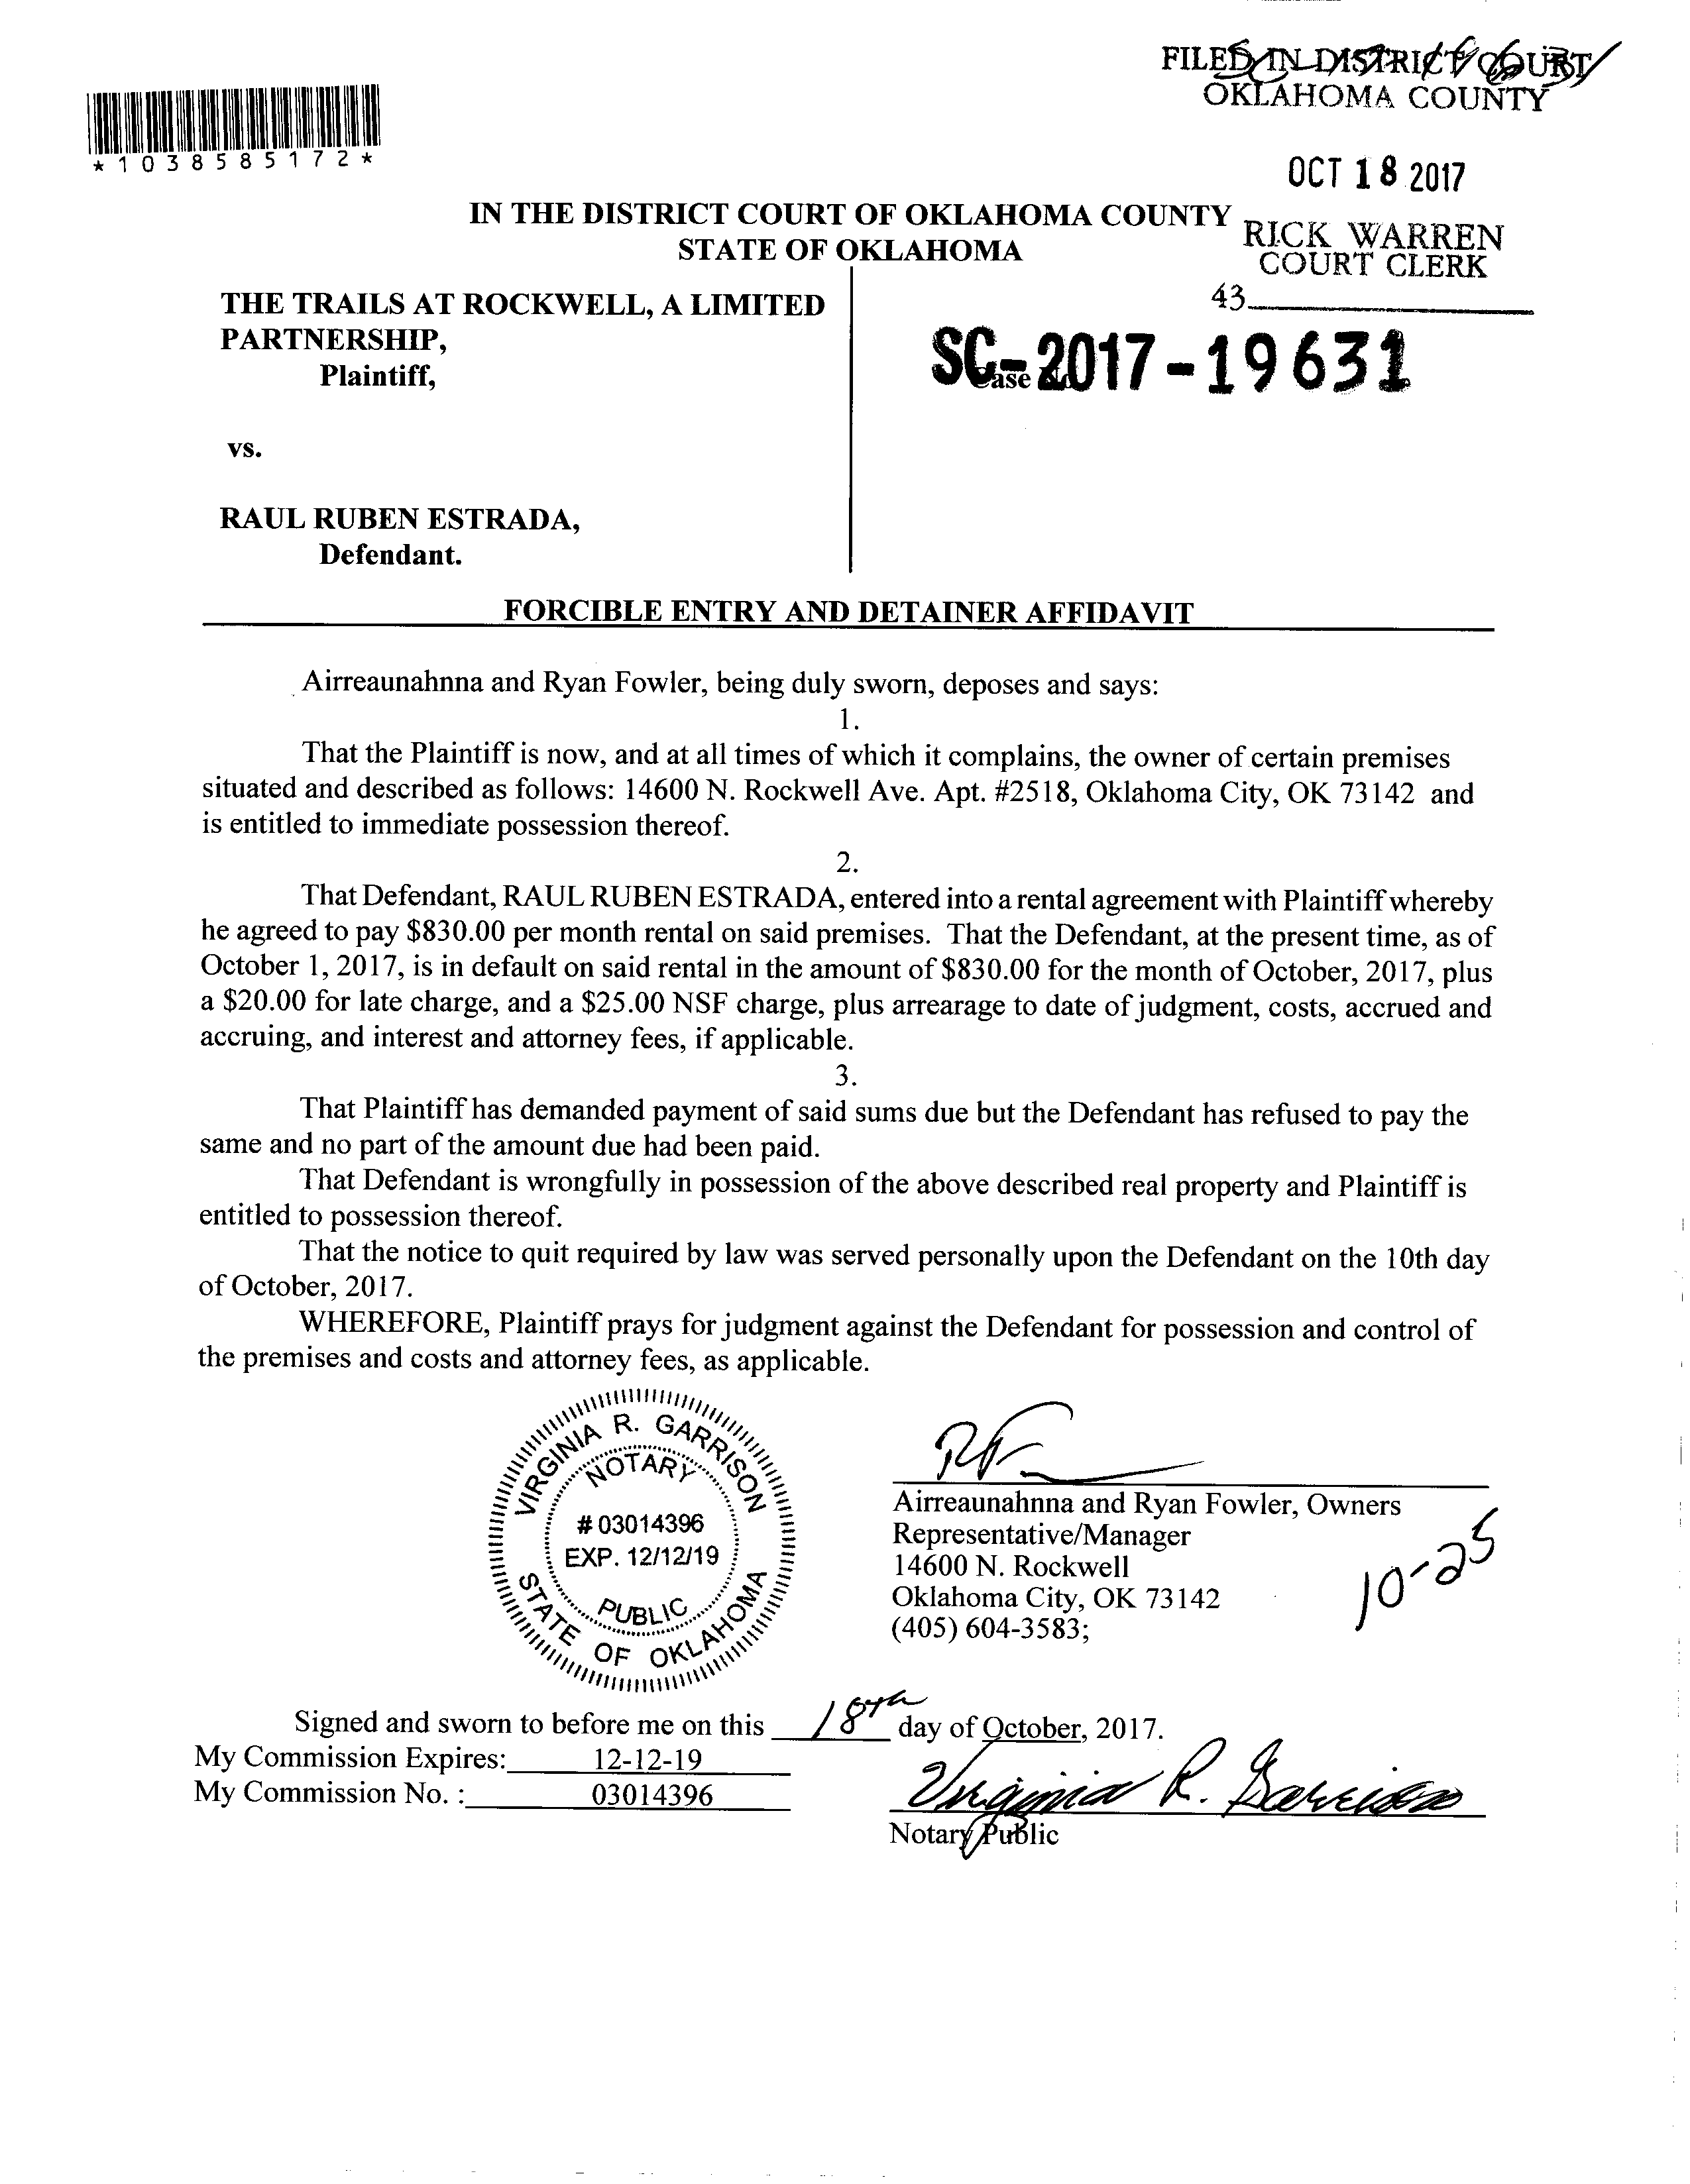 FILED IN DISTRICT COURT
OKLAHOMA COUNTY
*1038585172*
OCT 18 2017
IN THE DISTRICT COURT OF OKLAHOMA COUNTY
STATE OF OKLAHOMA
RICK WARREN
COURT CLERK
43
THE TRAILS AT ROCKWELL, A LIMITED
PARTNERSHIP,
Plaintiff,
SC-2017-19631
vs.
RAUL RUBEN ESTRADA,
Defendant.
FORCIBLE ENTRY AND DETAINER AFFIDAVIT
Airreaunahnna and Ryan Fowler, being duly sworn, deposes and says:
1.
That the Plaintiff is now, and at all times of which it complains, the owner of certain premises
situated and described as follows: 14600 N. Rockwell Ave. Apt. #2518, Oklahoma City, OK 73142 and
is entitled to immediate possession thereof.
2.
That Defendant, RAUL RUBEN ESTRADA, entered into a rental agreement with Plaintiff whereby
he agreed to pay $830.00 per month rental on said premises. That the Defendant, at the present time, as of
October 1, 2017, is in default on said rental in the amount of $830.00 for the month of October, 2017, plus
a $20.00 for late charge, and a $25.00 NSF charge, plus arrearage to date of judgment, costs, accrued and
accruing, and interest and attorney fees, if applicable.
3.
That Plaintiff has demanded payment of said sums due but the Defendant has refused to pay the
same and no part of the amount due had been paid.
That Defendant is wrongfully in possession of the above described real property and Plaintiff is
entitled to possession thereof.
That the notice to quit required by law was served personally upon the Defendant on the 10th day
of October, 2017.
WHEREFORE, Plaintiff prays for judgment against the Defendant for possession and control of
the premises and costs and attorney fees, as applicable.
VIRGINIA R. GARRISON
NOTARY
# 03014396
EXP. 12/12/19
PUBLIC
STATE OF OKLAHOMA
Airreaunahnna and Ryan Fowler, Owners
Representative/Manager
14600 N. Rockwell
Oklahoma City, OK 73142
(405) 604-3583;
10-25
Signed and sworn to before me on this 18th day of October, 2017.
My Commission Expires: 12-12-19
My Commission No. : 03014396
Virginia R. Garrison
Notary Public